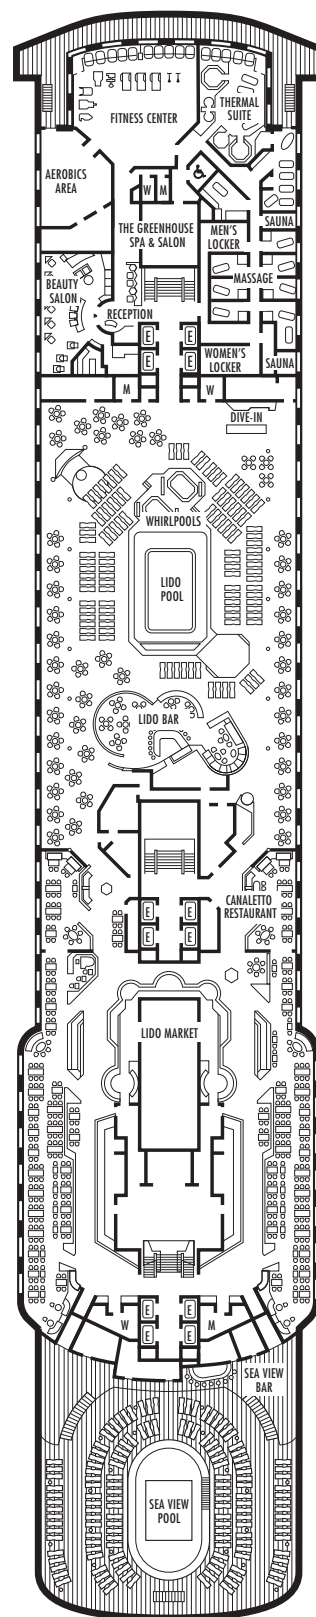 FITNESS CENTER
THERMAL
SUITE
AEROBICS
AREA
W
M
SAUNA
THE GREENHOUSE
SPA & SALON
MEN'S
LOCKER
BEAUTY
SALON
MASSAGE
RECEPTION
E
E
E
E
WOMEN'S
LOCKER
SAUNA
M
W
DIVE-IN
WHIRLPOOLS
LIDO
POOL
LIDO BAR
CANALETTO
RESTAURANT
E
E
E
E
LIDO MARKET
W
E
E
E
E
M
SEA VIEW
BAR
SEA VIEW
POOL